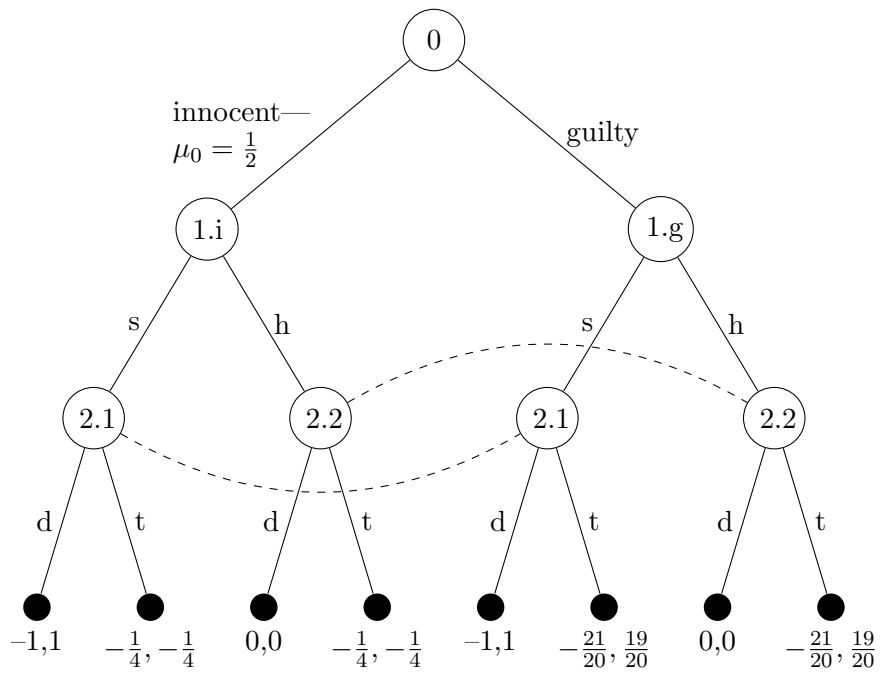 0
innocent—
μ₀ = 1/2
guilty
1.i
1.g
s
h
s
h
2.1
2.2
2.1
2.2
d
t
d
t
d
t
d
t
–1,1
−1/4, −1/4
0,0
−1/4, −1/4
–1,1
−21/20, 19/20
0,0
−21/20, 19/20